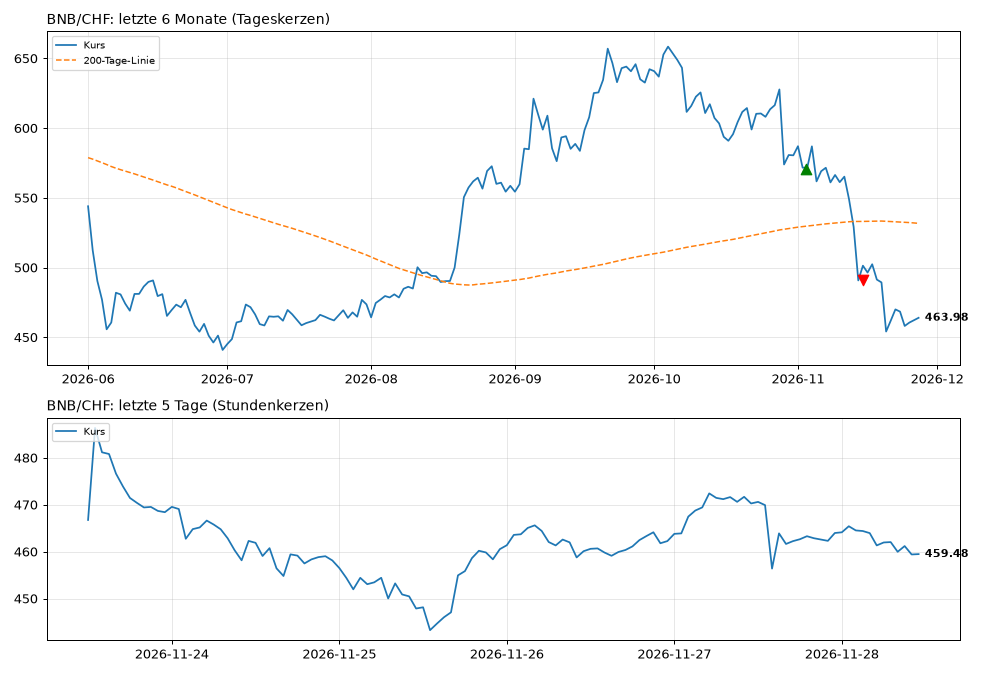 BNB/CHF: letzte 6 Monate (Tageskerzen)
Kurs
200-Tage-Linie
650
600
550
500
450
463.98
2026-06 2026-07 2026-08 2026-09 2026-10 2026-11 2026-12
BNB/CHF: letzte 5 Tage (Stundenkerzen)
Kurs
480
470
460
450
459.48
2026-11-24 2026-11-25 2026-11-26 2026-11-27 2026-11-28